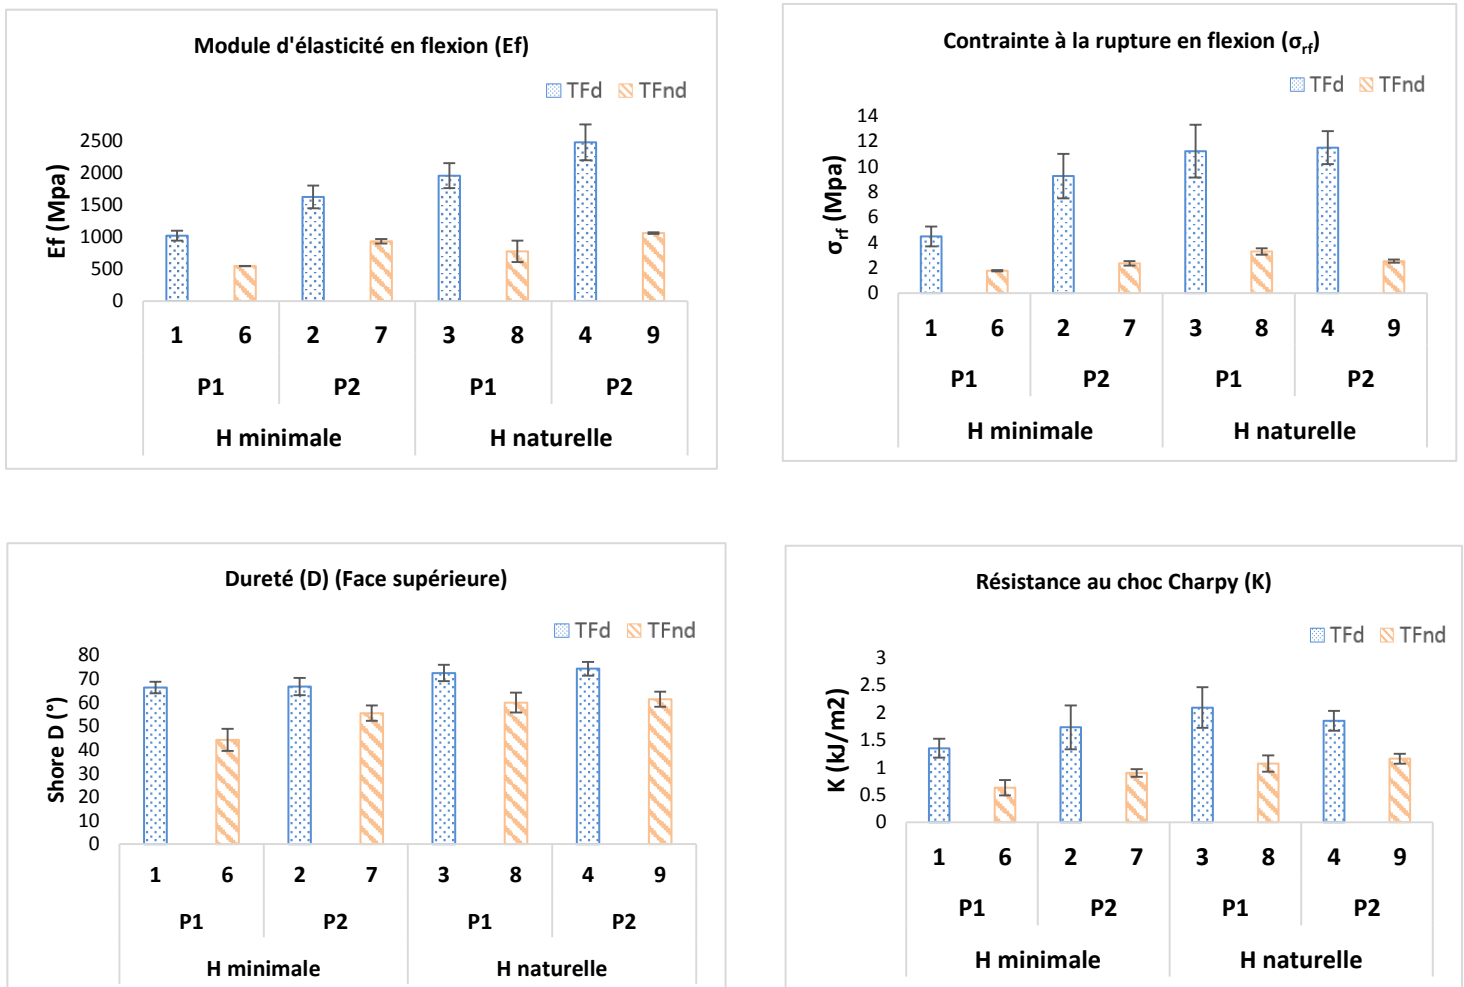 Module d'élasticité en flexion (Ef)
TFd TFnd
Ef (Mpa)
2500
2000
1500
1000
500
0
1 6 2 7 3 8 4 9
P1 P2 P1 P2
H minimale H naturelle
Contrainte à la rupture en flexion (σrf)
TFd TFnd
σrf (Mpa)
14
12
10
8
6
4
2
0
1 6 2 7 3 8 4 9
P1 P2 P1 P2
H minimale H naturelle
Dureté (D) (Face supérieure)
TFd TFnd
Shore D (°)
80
70
60
50
40
30
20
10
0
1 6 2 7 3 8 4 9
P1 P2 P1 P2
H minimale H naturelle
Résistance au choc Charpy (K)
TFd TFnd
K (kJ/m2)
3
2.5
2
1.5
1
0.5
0
1 6 2 7 3 8 4 9
P1 P2 P1 P2
H minimale H naturelle